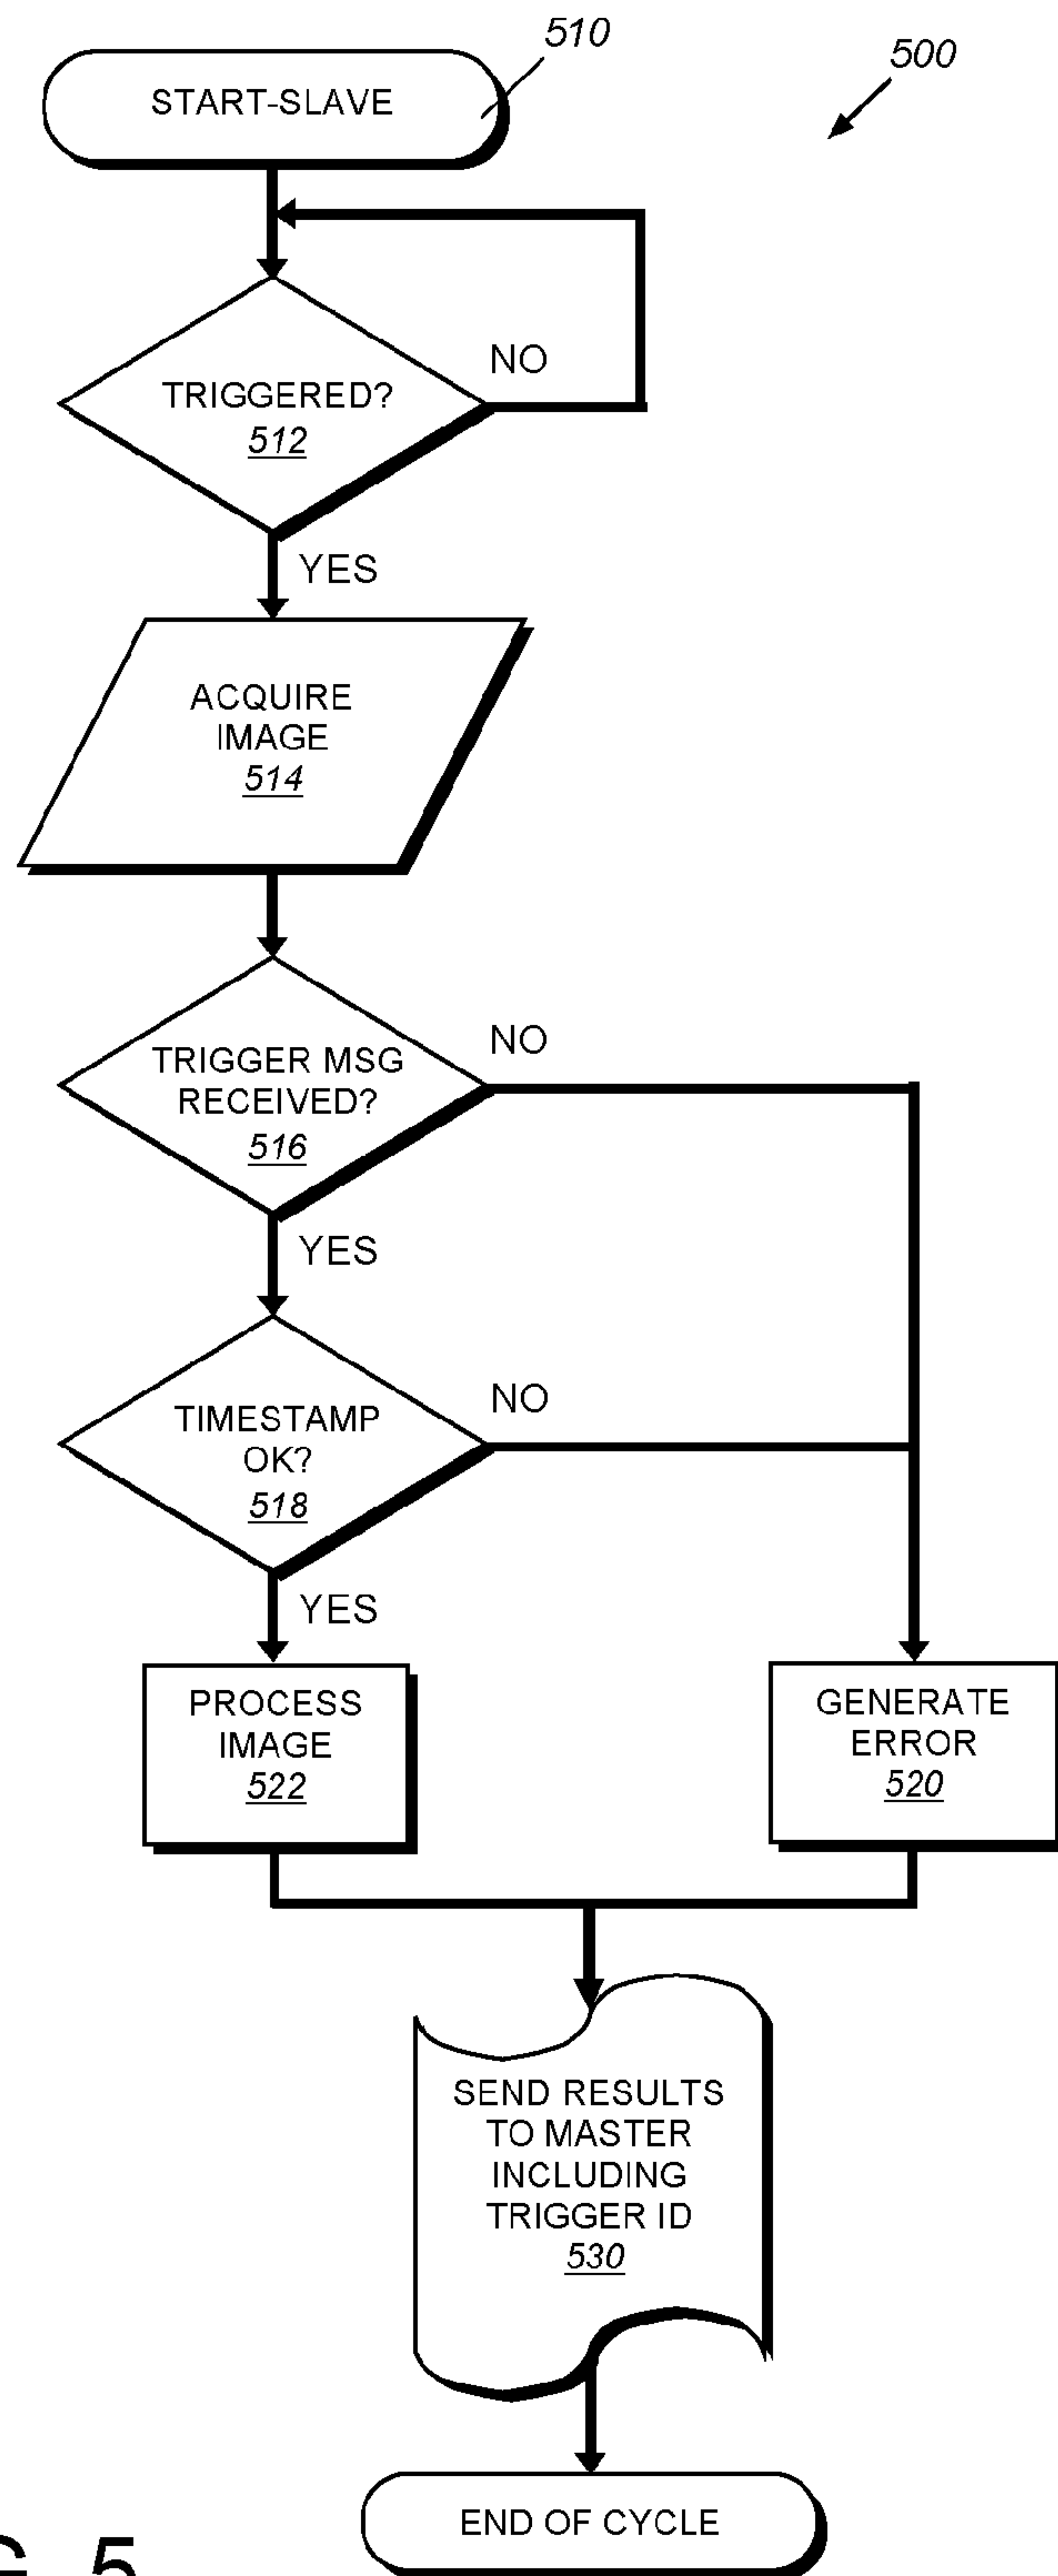 510
500
START-SLAVE
NO
TRIGGERED?
512
YES
ACQUIRE
IMAGE
514
NO
TRIGGER MSG
RECEIVED?
516
YES
NO
TIMESTAMP
OK?
518
YES
PROCESS
IMAGE
522
GENERATE
ERROR
520
SEND RESULTS
TO MASTER
INCLUDING
TRIGGER ID
530
END OF CYCLE
5